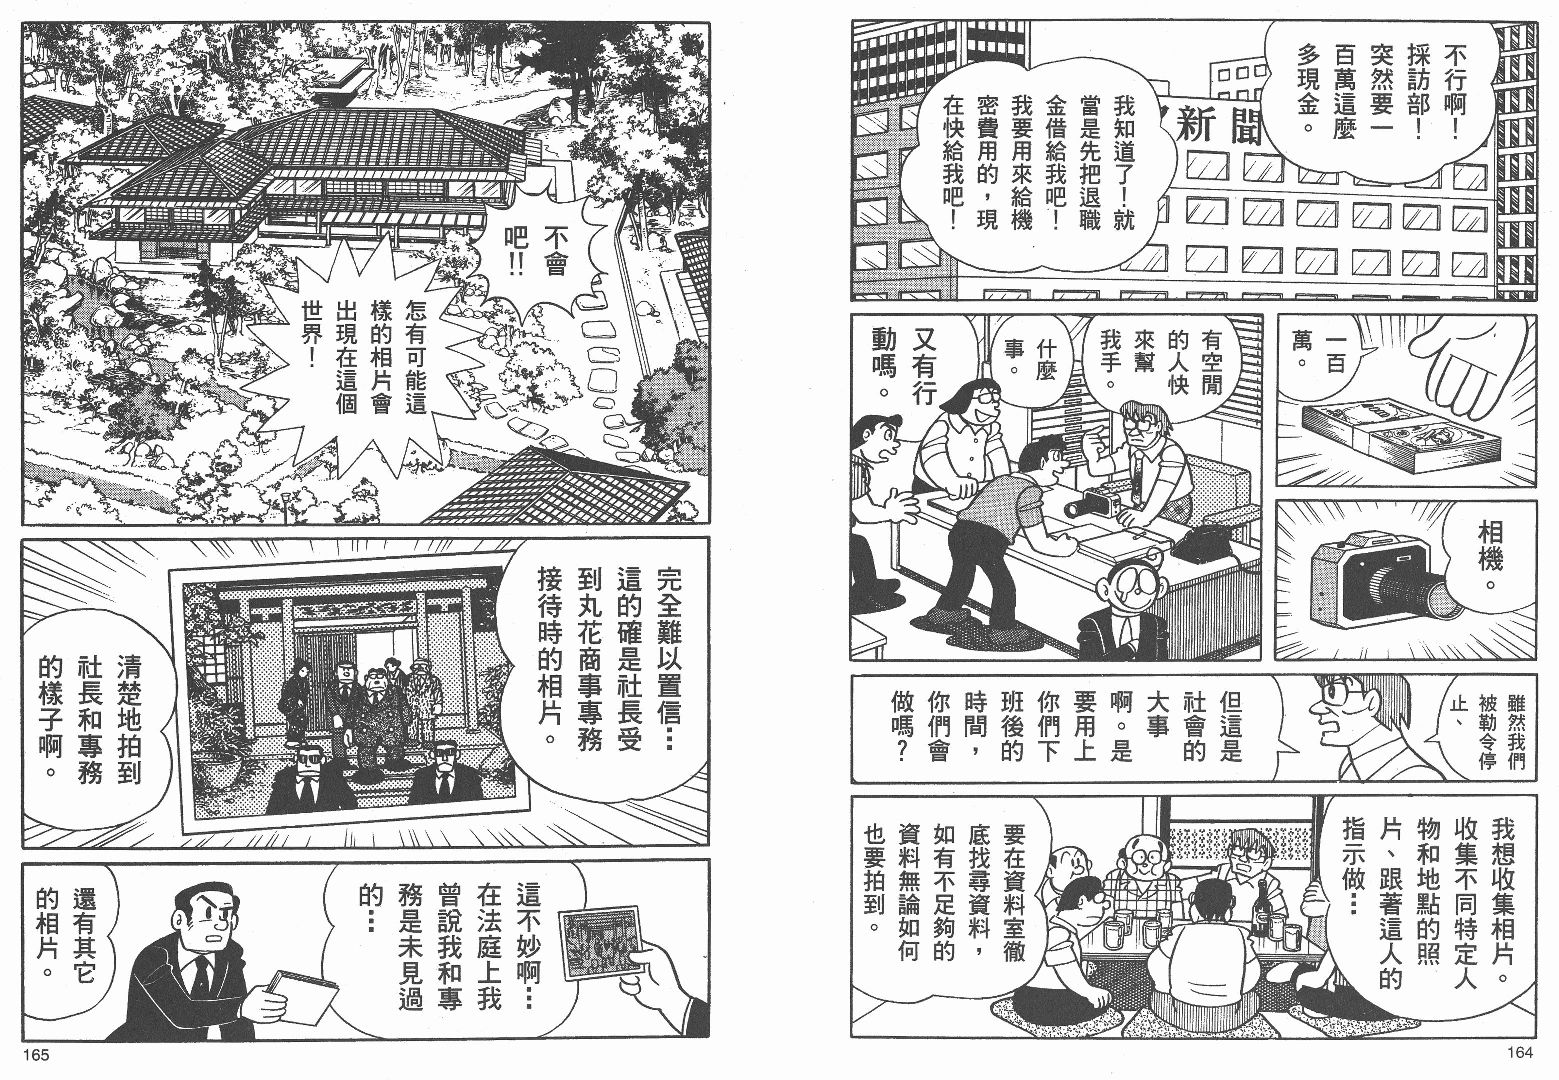 不行啊！
採訪部！
突然要一
百萬這麼
多現金。
我知道了！就
當是先把退職
金借給我吧！
我要用來給機
密費用的，現
在快給我吧！
新聞
一百
萬。
相機。
有空閒
的人快
來幫
我手。
什麼
事。
又有行
動嗎。
雖然我們
被勒令停
止、
但這是
社會的
大事
啊。是
要用上
你們下
班後的
時間，
你們會
做嗎？
我想收集相片。
收集不同特定人
物和地點的照
片、跟著這人的
指示做…
要在資料室徹
底找尋資料，
如有不足夠的
資料無論如何
也要拍到。
164
不會
吧!!
怎有可能這
樣的相片會
出現在這個
世界！
完全難以置信…
這的確是社長受
到丸花商事專務
接待時的相片。
清楚地拍到
社長和專務
的樣子啊。
這不妙啊…
在法庭上我
曾說我和專
務是未見過
的…
還有其它
的相片。
165